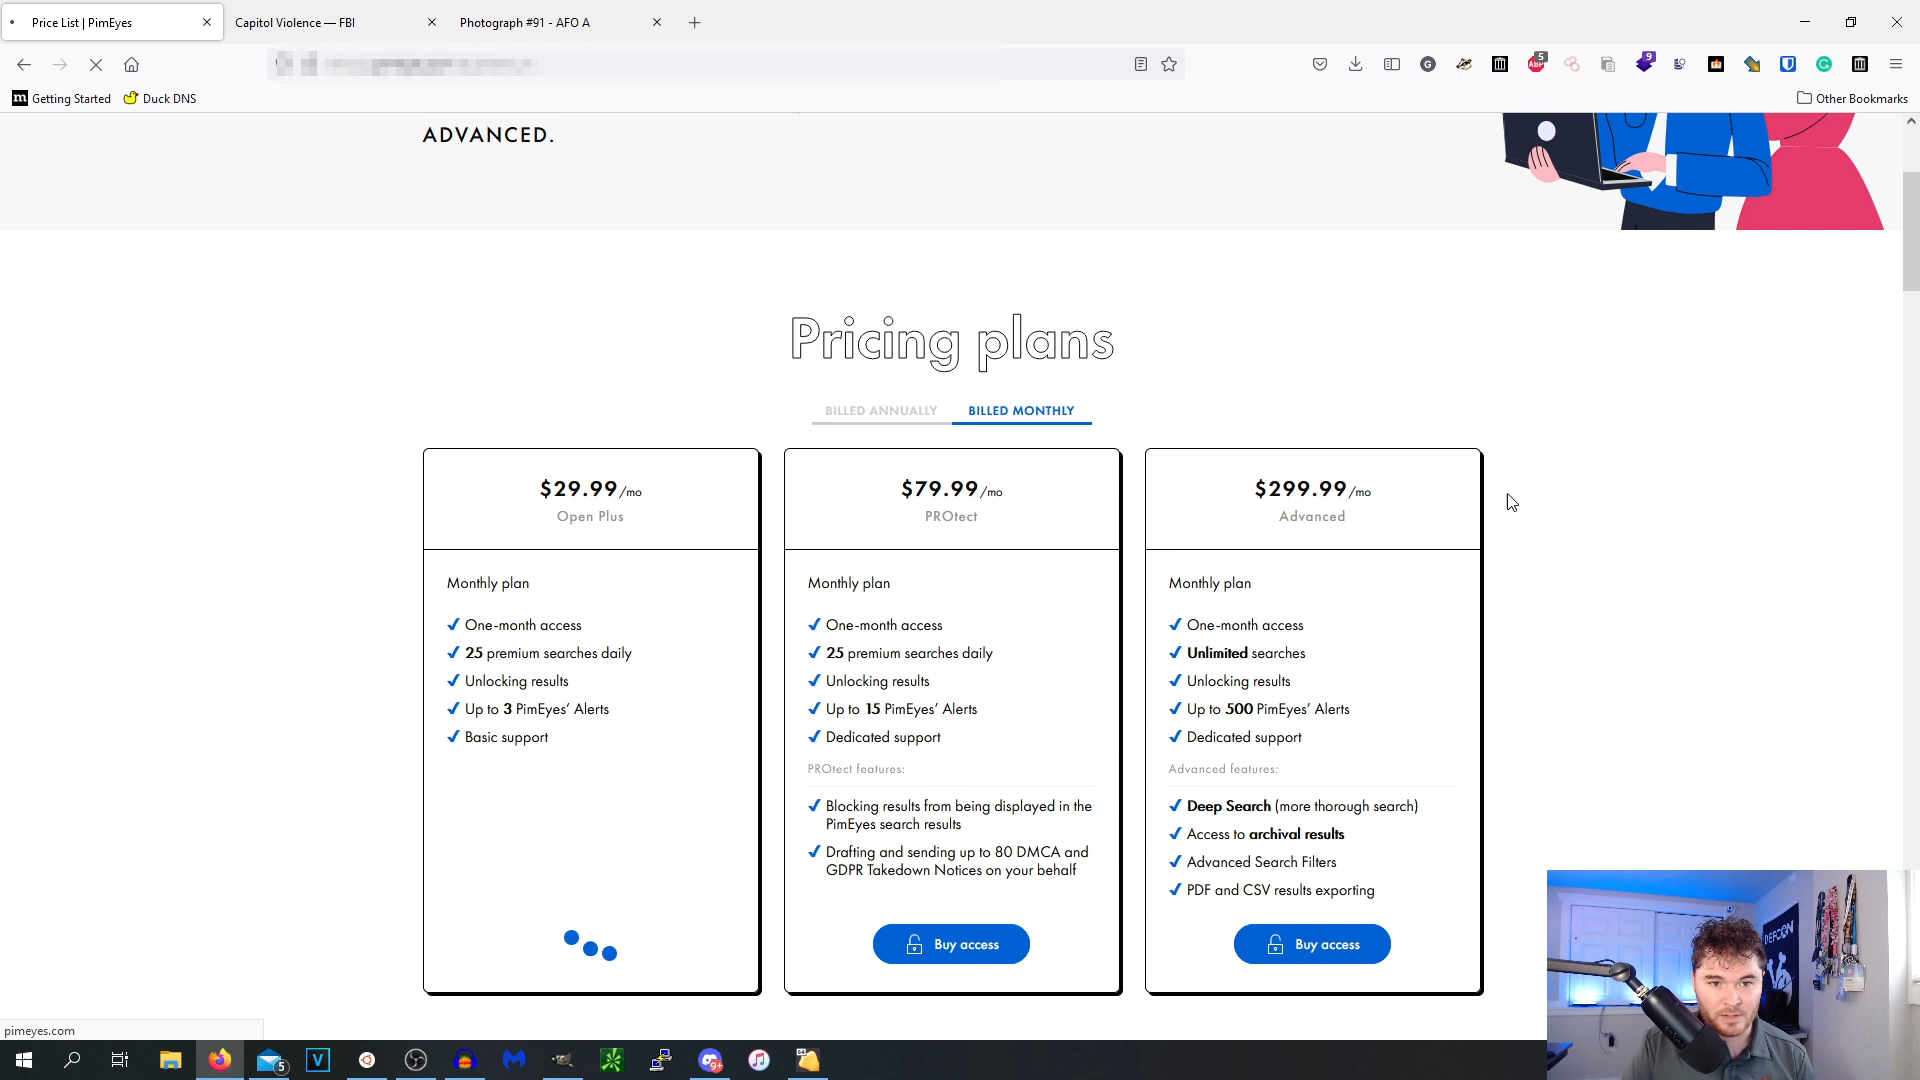 Price List | PimEyes
Capitol Violence — FBI
Photograph #91 - AFO A
G
ABP 5
9
Getting Started
Duck DNS
Other Bookmarks
ADVANCED.
Pricing plans
BILLED ANNUALLY BILLED MONTHLY
$29.99/mo
Open Plus
Monthly plan
One-month access
25 premium searches daily
Unlocking results
Up to 3 PimEyes’ Alerts
Basic support
$79.99/mo
PROtect
Monthly plan
One-month access
25 premium searches daily
Unlocking results
Up to 15 PimEyes’ Alerts
Dedicated support
PROtect features:
Blocking results from being displayed in the
PimEyes search results
Drafting and sending up to 80 DMCA and
GDPR Takedown Notices on your behalf
Buy access
$299.99/mo
Advanced
Monthly plan
One-month access
Unlimited searches
Unlocking results
Up to 500 PimEyes’ Alerts
Dedicated support
Advanced features:
Deep Search (more thorough search)
Access to archival results
Advanced Search Filters
PDF and CSV results exporting
Buy access
DEFCON
pimeyes.com
5
V
9+